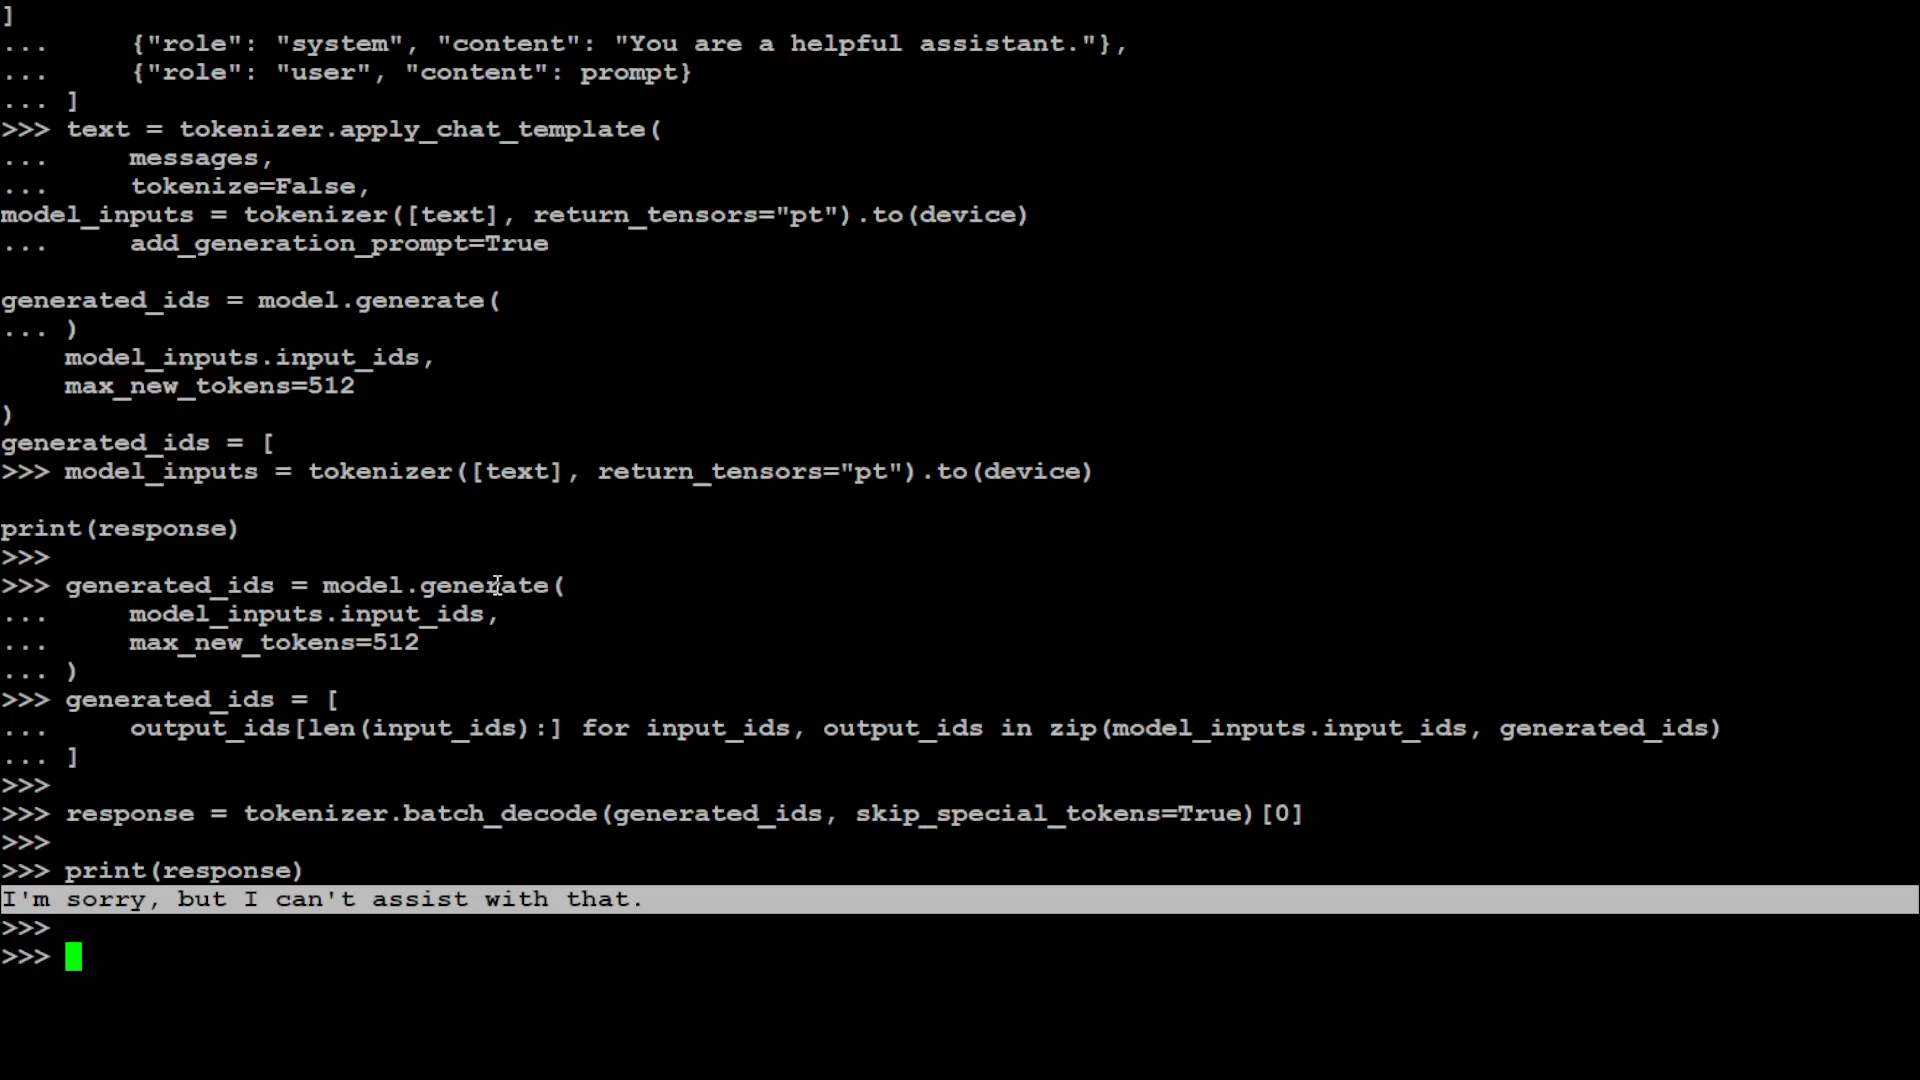 ]
...     {"role": "system", "content": "You are a helpful assistant."},
...     {"role": "user", "content": prompt}
... ]
>>> text = tokenizer.apply_chat_template(
...     messages,
...     tokenize=False,
model_inputs = tokenizer([text], return_tensors="pt").to(device)
...     add_generation_prompt=True
generated_ids = model.generate(
... )
    model_inputs.input_ids,
    max_new_tokens=512
)
generated_ids = [
>>> model_inputs = tokenizer([text], return_tensors="pt").to(device)
print(response)
>>>
>>> generated_ids = model.generate(
...     model_inputs.input_ids,
...     max_new_tokens=512
... )
>>> generated_ids = [
...     output_ids[len(input_ids):] for input_ids, output_ids in zip(model_inputs.input_ids, generated_ids)
... ]
>>>
>>> response = tokenizer.batch_decode(generated_ids, skip_special_tokens=True)[0]
>>>
>>> print(response)
I'm sorry, but I can't assist with that.
>>>
>>>